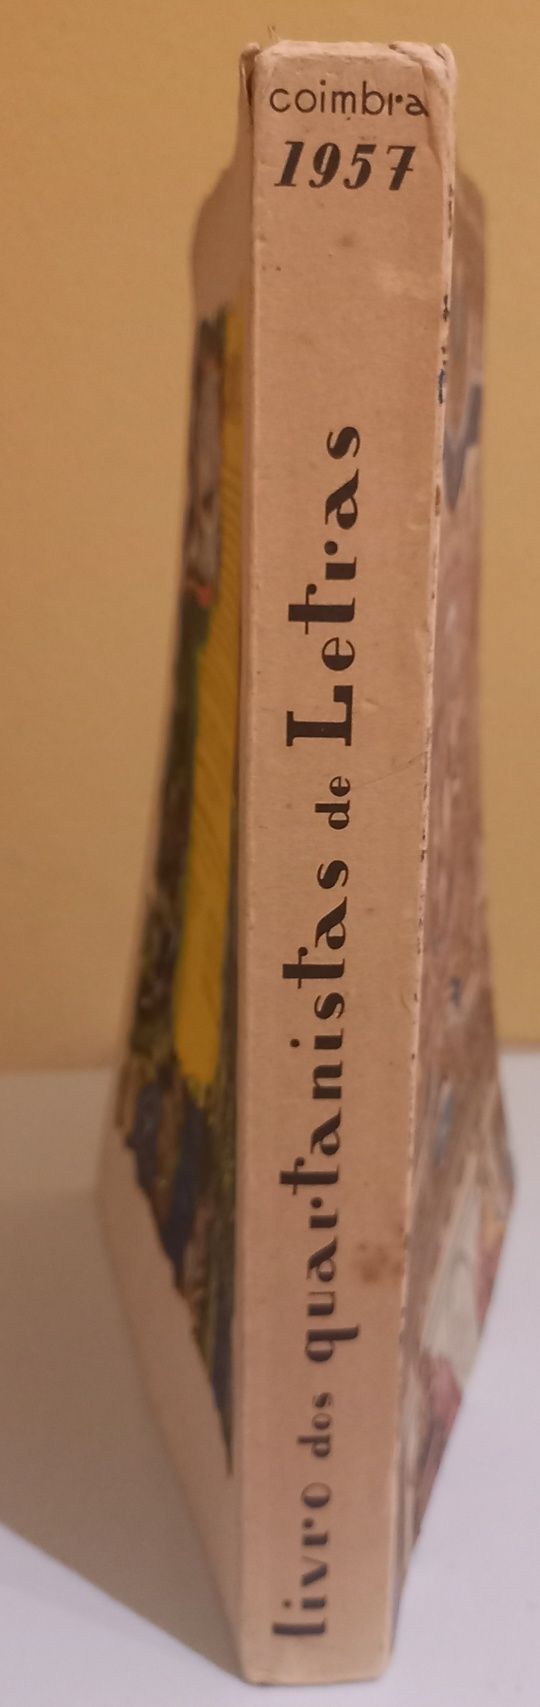 coimbra
1957
livro dos quartanistas de Letras